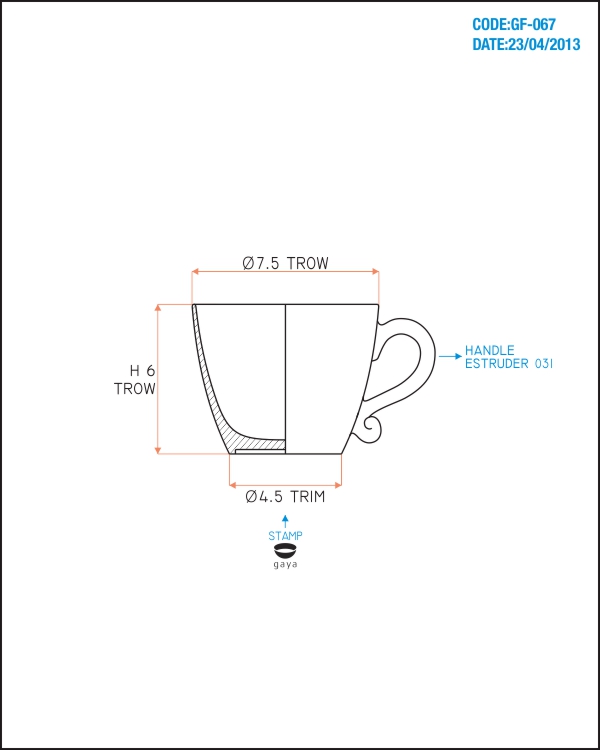 CODE:GF-067
DATE:23/04/2013
Ø7.5 TROW
H 6
TROW
HANDLE
ESTRUDER 031
Ø4.5 TRIM
STAMP
gaya